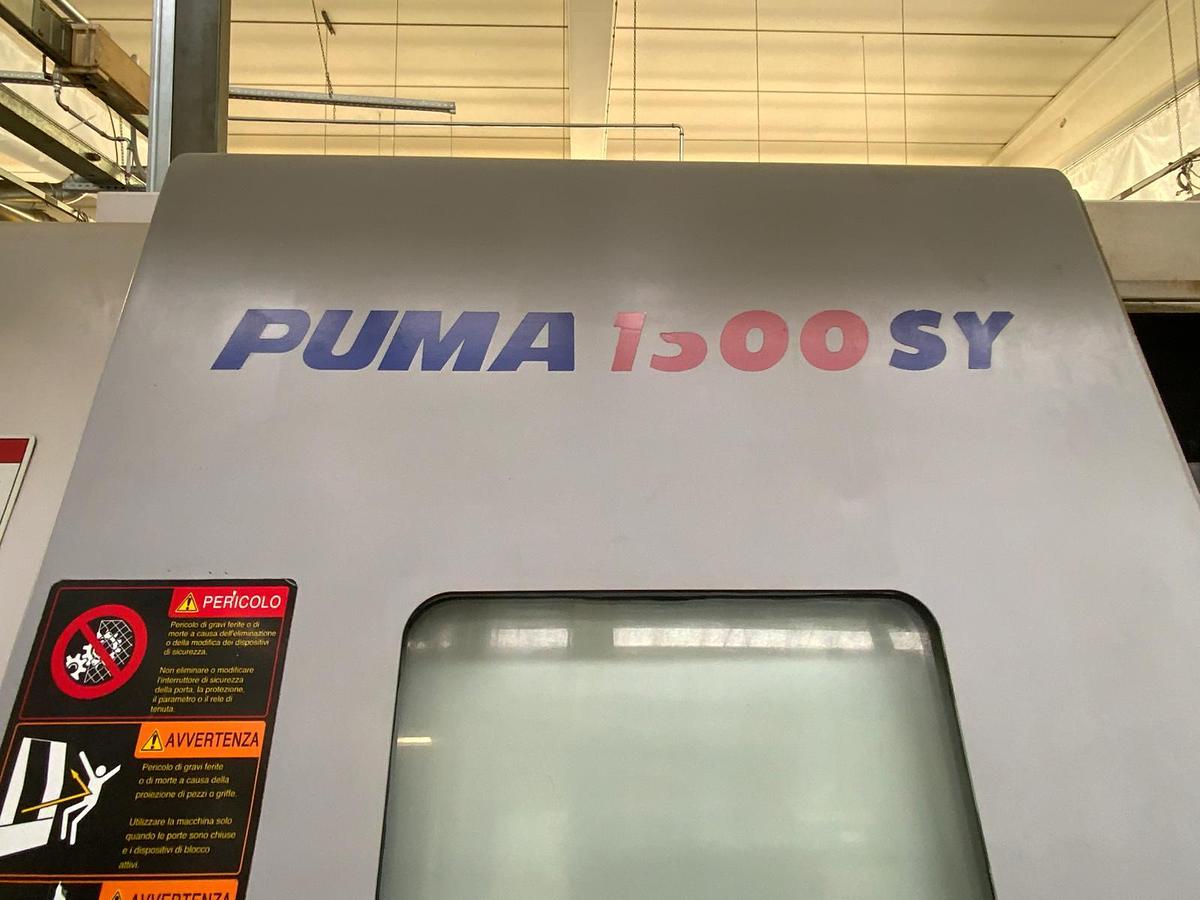 PUMA 1500SY
PERICOLO
Pericolo di gravi ferite o di
morte a causa dell'eliminazione
o della modifica dei dispositivi
di sicurezza.
Non eliminare o modificare
l'interruttore di sicurezza
della porta, la protezione,
il parametro o il rele di
tenuta.
AVVERTENZA
Pericolo di gravi ferite
o di morte a causa della
proiezione di pezzi o griffe.
Utilizzare la macchina solo
quando le porte sono chiuse
e i dispositivi di blocco
attivi.
AVVERTENZA